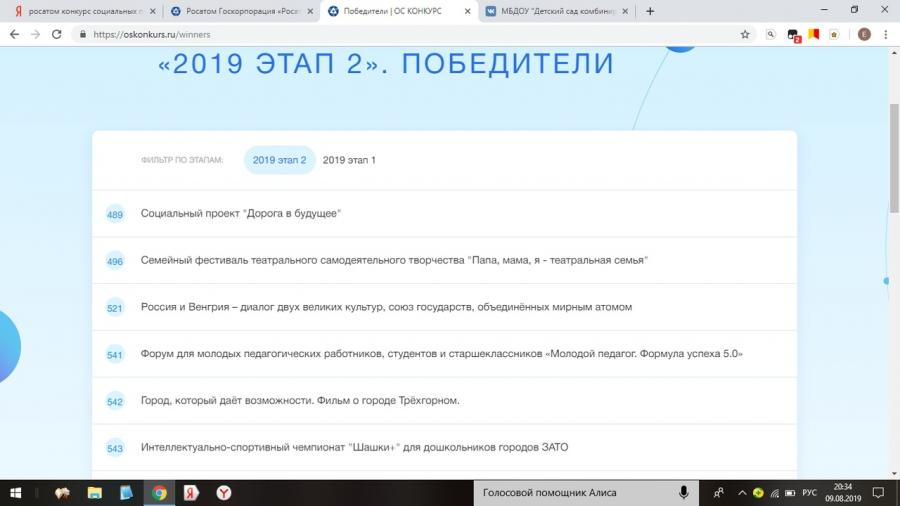 росатом конкурс социальных п
Росатом Госкорпорация «Росат
Победители | ОС КОНКУРС
МБДОУ "Детский сад комбинир
https://oskonkurs.ru/winners
2
E
«2019 ЭТАП 2». ПОБЕДИТЕЛИ
ФИЛЬТР ПО ЭТАПАМ: 2019 этап 2 2019 этап 1
489 Социальный проект "Дорога в будущее"
496 Семейный фестиваль театрального самодеятельного творчества "Папа, мама, я - театральная семья"
521 Россия и Венгрия – диалог двух великих культур, союз государств, объединённых мирным атомом
541 Форум для молодых педагогических работников, студентов и старшеклассников «Молодой педагог. Формула успеха 5.0»
542 Город, который даёт возможности. Фильм о городе Трёхгорном.
543 Интеллектуально-спортивный чемпионат "Шашки+" для дошкольников городов ЗАТО
Голосовой помощник Алиса
РУС
20:34
09.08.2019